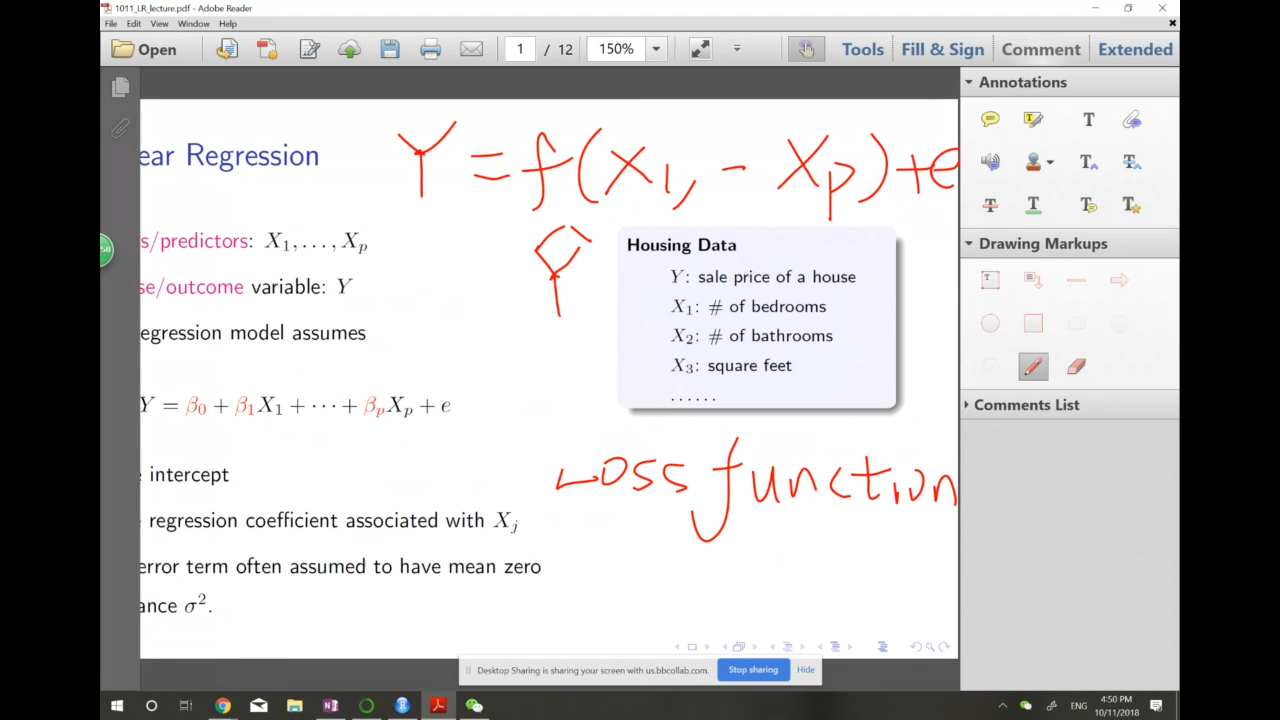 1011_LR_lecture.pdf - Adobe Reader
File Edit View Window Help
Open 1 / 12 150% Tools Fill & Sign Comment Extended
Annotations
T
T T
T T T T
Drawing Markups
T
Comments List
ear Regression
Y = f(X1, - Xp) + e
s/predictors: X1, . . . , Xp
se/outcome variable: Y
egression model assumes
Y = β0 + β1X1 + · · · + βpXp + e
e intercept
e regression coefficient associated with Xj
error term often assumed to have mean zero
ance σ2.
Ŷ
Housing Data
Y: sale price of a house
X1: # of bedrooms
X2: # of bathrooms
X3: square feet
. . . . . .
Loss function
Desktop Sharing is sharing your screen with us.bbcollab.com. Stop sharing Hide
ENG
4:50 PM
10/11/2018